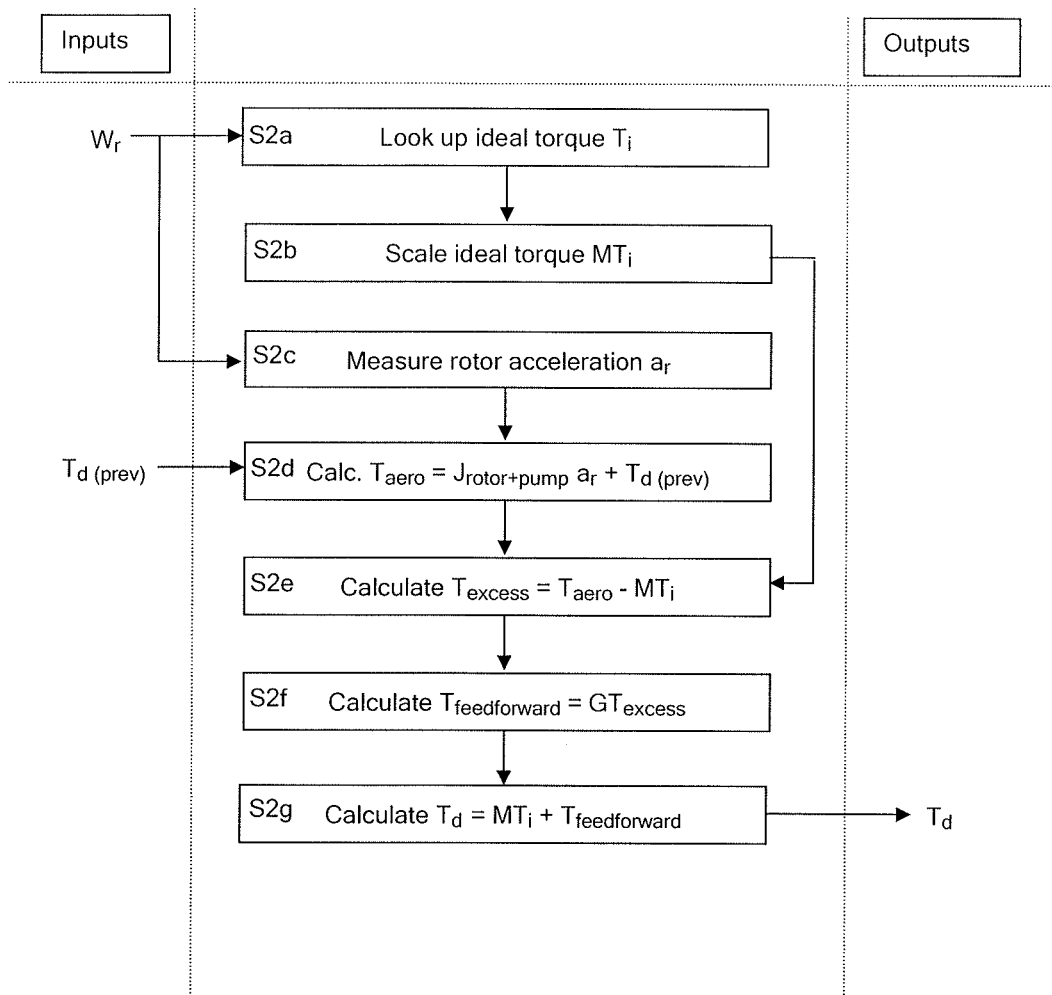 Inputs
Outputs
Wr
S2a Look up ideal torque Ti
S2b Scale ideal torque MTi
S2c Measure rotor acceleration ar
Td (prev)
S2d Calc. Taero = Jrotor+pump ar + Td (prev)
S2e Calculate Texcess = Taero - MTi
S2f Calculate Tfeedforward = GTexcess
S2g Calculate Td = MTi + Tfeedforward
Td